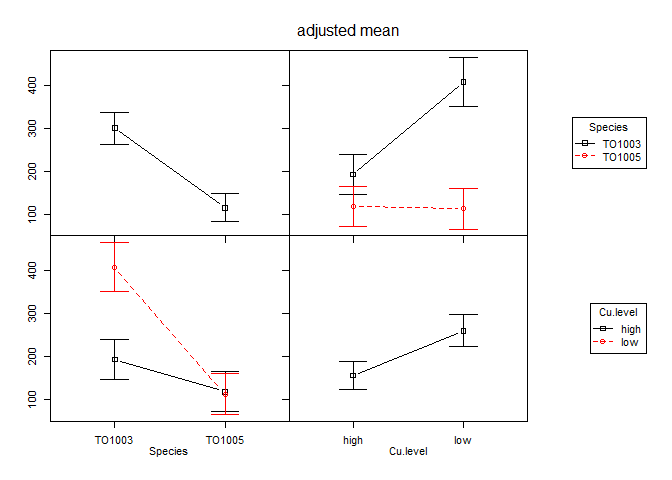 adjusted mean
400
300
200
100
Species
TO1003
TO1005
400
300
200
100
Cu.level
high
low
TO1003 TO1005
Species
high low
Cu.level